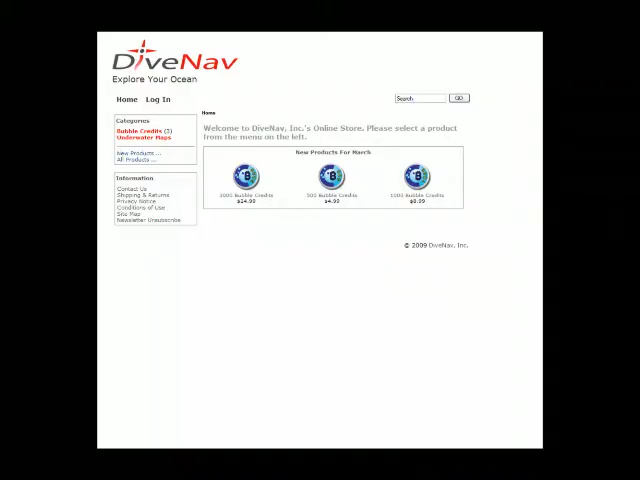 DiveNav
Explore Your Ocean
Home Log In
Search
GO
Home
Categories
Bubble Credits (3)
Underwater Maps
New Products ...
All Products ...
Information
Contact Us
Shipping & Returns
Privacy Notice
Conditions of Use
Site Map
Newsletter Unsubscribe
Welcome to DiveNav, Inc.'s Online Store. Please select a product
from the menu on the left.
New Products For March
3000 Bubble Credits
$24.99
500 Bubble Credits
$4.99
1000 Bubble Credits
$8.99
© 2009 DiveNav, Inc.